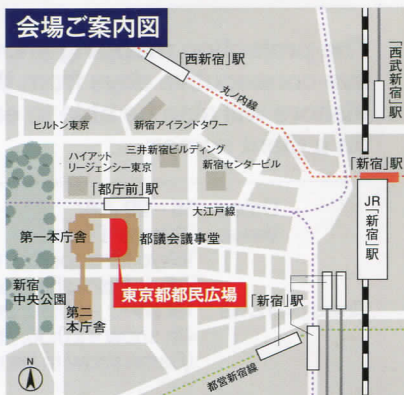 会場ご案内図
「西新宿」駅
丸ノ内線
「西武新宿」駅
ヒルトン東京
新宿アイランドタワー
三井新宿ビルディング
ハイアット
リージェンシー東京
新宿センタービル
「新宿」駅
「都庁前」駅
大江戸線
JR「新宿」駅
第一本庁舎
都議会議事堂
東京都都民広場
新宿
中央公園
「新宿」駅
第二
本庁舎
都営新宿線
N